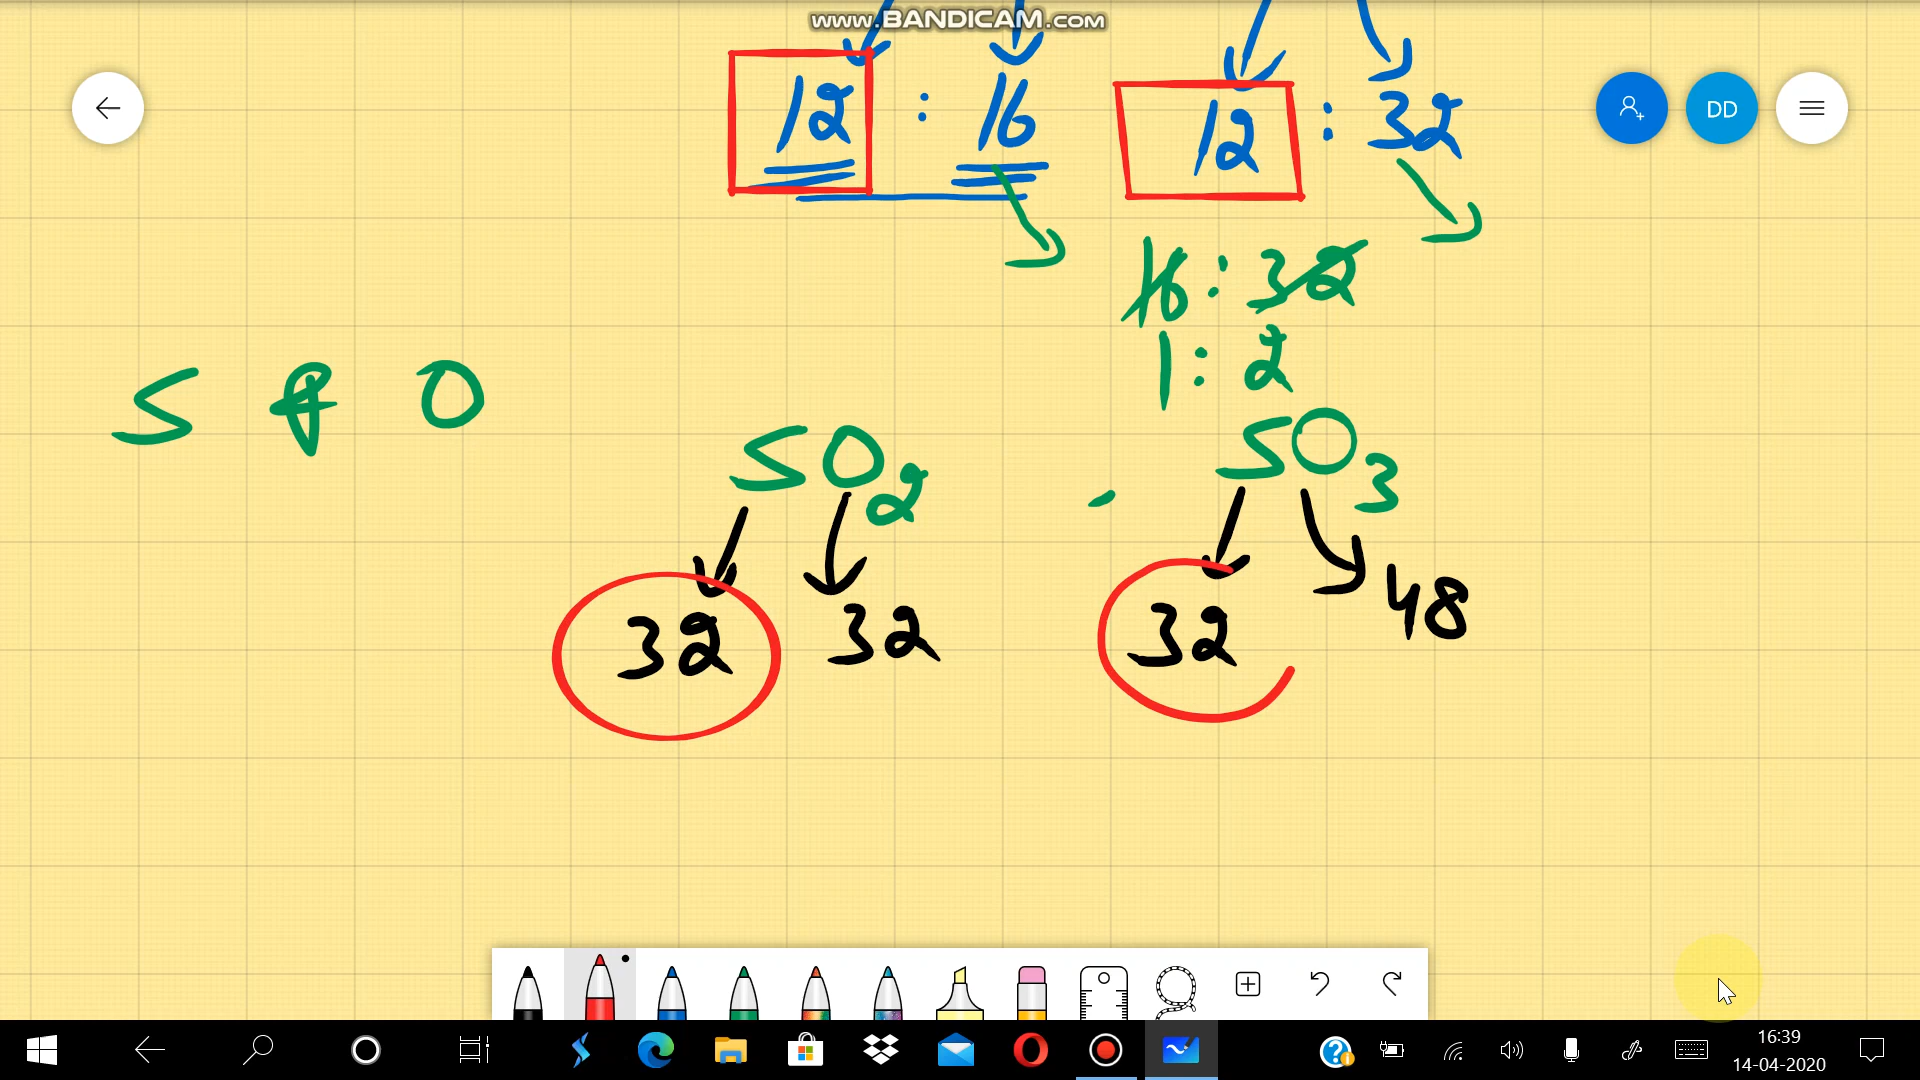 www.BANDICAM.com
12 : 16
12 : 32
DD
16 : 32
1 : 2
S & O
SO2
SO3
32 32
32 48
16:39
14-04-2020